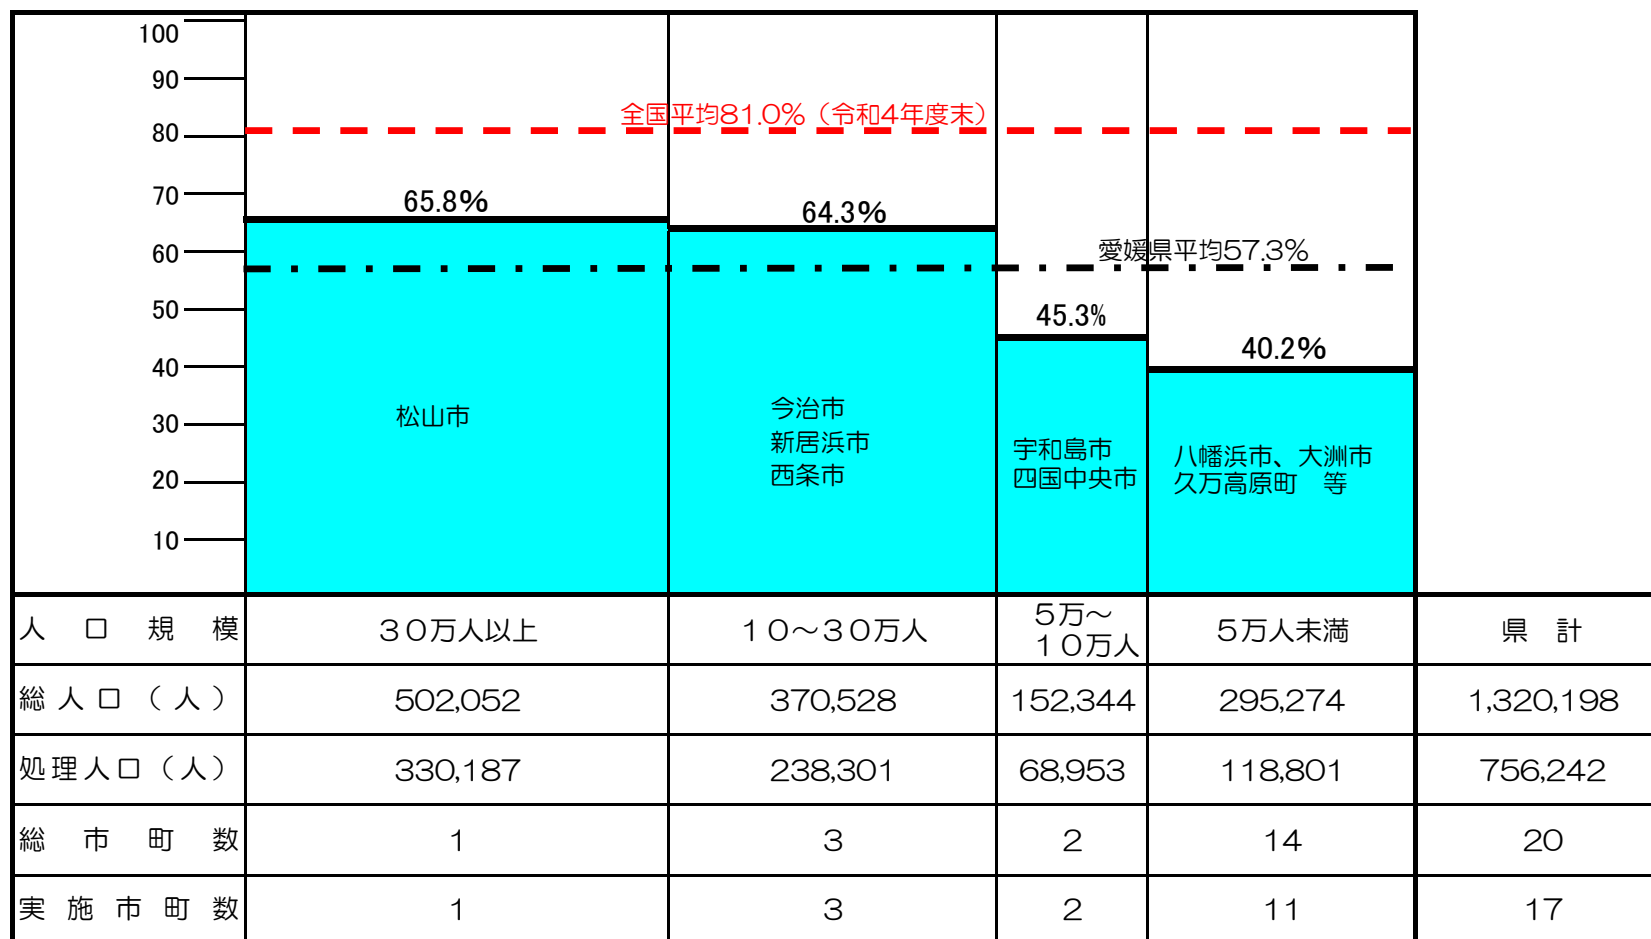 100
90
80
70
60
50
40
30
20
10
全国平均81.0%（令和4年度末）
65.8%
64.3%
愛媛県平均57.3%
45.3%
40.2%
松山市
今治市
新居浜市
西条市
宇和島市
四国中央市
八幡浜市、大洲市
久万高原町　等
人口規模 ３０万人以上 １０～３０万人 ５万～１０万人 ５万人未満 県計
総人口（人） 502,052 370,528 152,344 295,274 1,320,198
処理人口（人） 330,187 238,301 68,953 118,801 756,242
総市町数 1 3 2 14 20
実施市町数 1 3 2 11 17